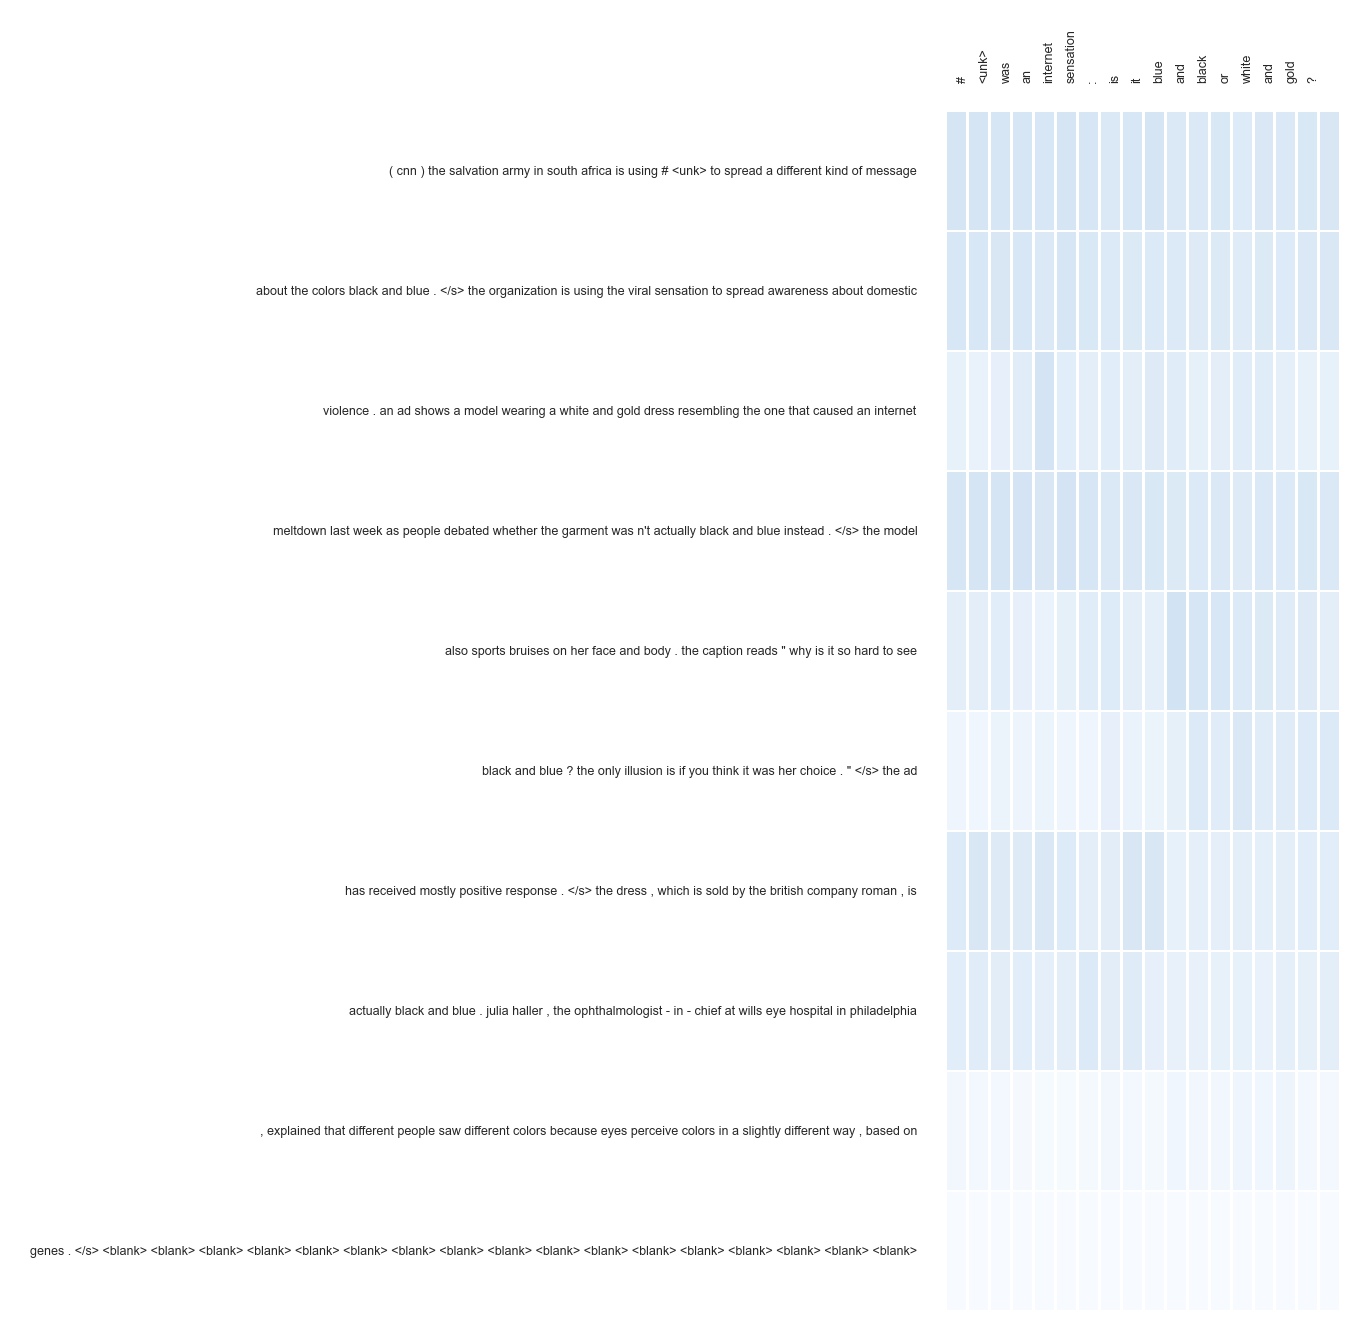 # <unk> was an internet sensation . is it blue and black or white and gold ?
( cnn ) the salvation army in south africa is using # <unk> to spread a different kind of message
about the colors black and blue . </s> the organization is using the viral sensation to spread awareness about domestic
violence . an ad shows a model wearing a white and gold dress resembling the one that caused an internet
meltdown last week as people debated whether the garment was n't actually black and blue instead . </s> the model
also sports bruises on her face and body . the caption reads " why is it so hard to see
black and blue ? the only illusion is if you think it was her choice . " </s> the ad
has received mostly positive response . </s> the dress , which is sold by the british company roman , is
actually black and blue . julia haller , the ophthalmologist - in - chief at wills eye hospital in philadelphia
, explained that different people saw different colors because eyes perceive colors in a slightly different way , based on
genes . </s> <blank> <blank> <blank> <blank> <blank> <blank> <blank> <blank> <blank> <blank> <blank> <blank> <blank> <blank> <blank> <blank> <blank>